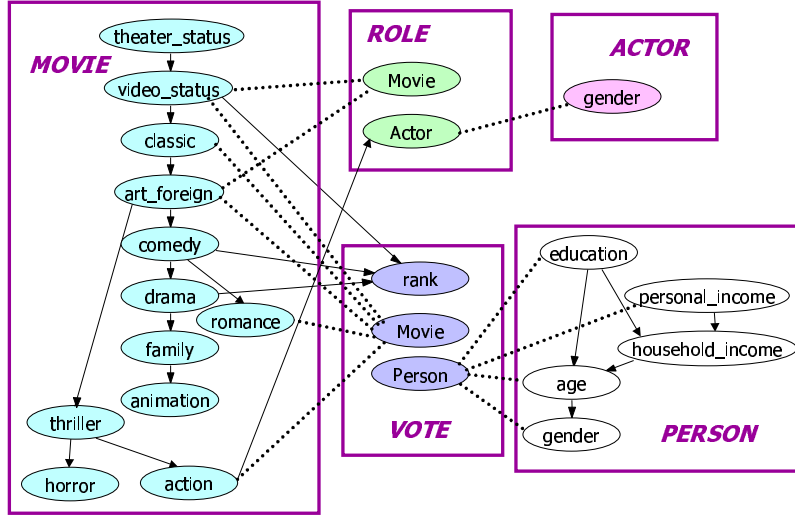 MOVIE
theater_status
video_status
classic
art_foreign
comedy
drama
romance
family
animation
thriller
horror
action
ROLE
Movie
Actor
ACTOR
gender
rank
Movie
Person
VOTE
education
personal_income
household_income
age
gender
PERSON